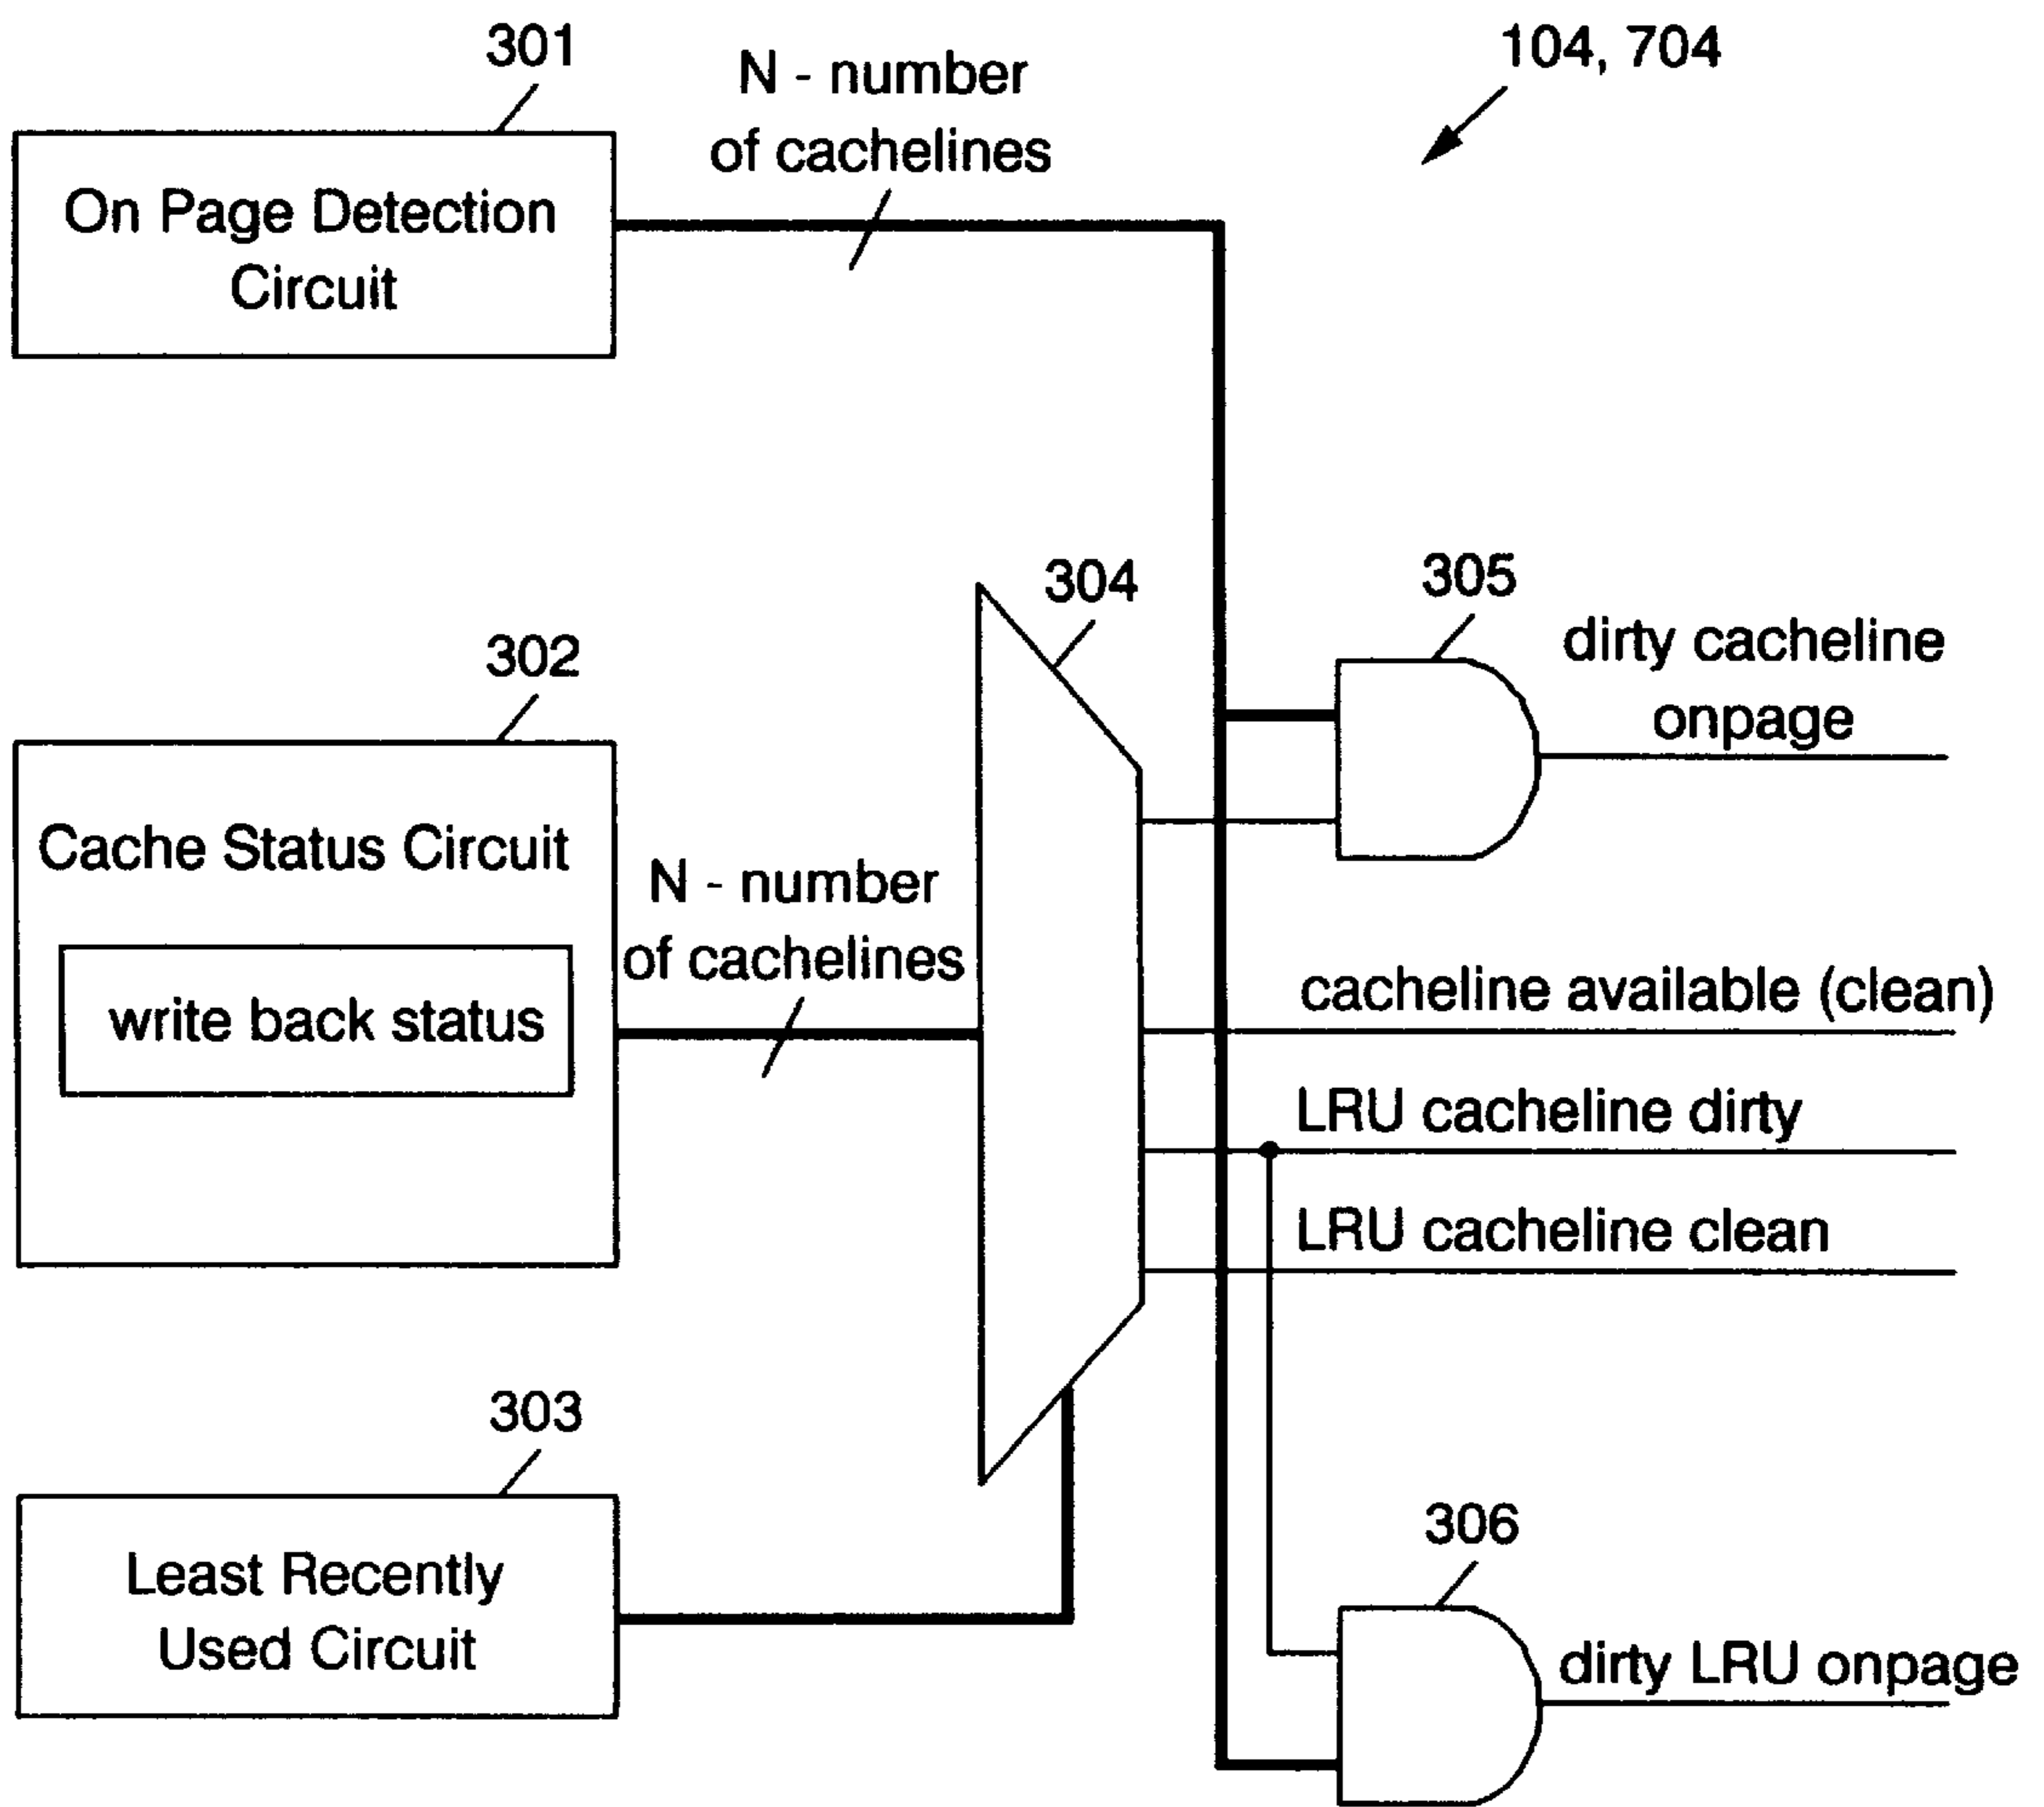 301
N - number
of cachelines
104, 704
On Page Detection
Circuit
304
305
dirty cacheline
onpage
302
Cache Status Circuit
write back status
N - number
of cachelines
cacheline available (clean)
LRU cacheline dirty
LRU cacheline clean
303
Least Recently
Used Circuit
306
dirty LRU onpage